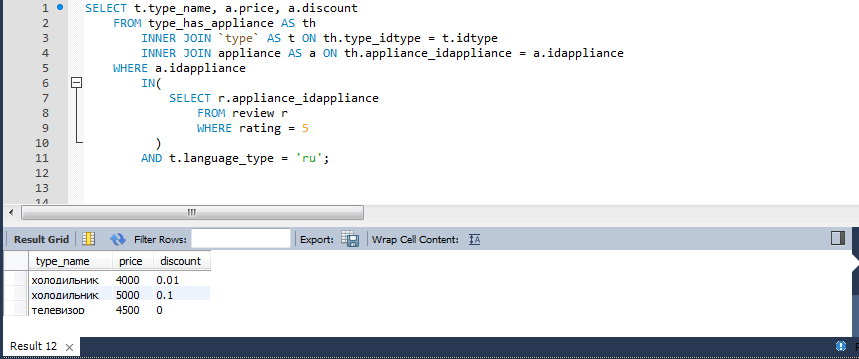 1 SELECT t.type_name, a.price, a.discount
2 FROM type_has_appliance AS th
3 INNER JOIN `type` AS t ON th.type_idtype = t.idtype
4 INNER JOIN appliance AS a ON th.appliance_idappliance = a.idappliance
5 WHERE a.idappliance
6 IN(
7 SELECT r.appliance_idappliance
8 FROM review r
9 WHERE rating = 5
10 )
11 AND t.language_type = 'ru';
12
13
14
Result Grid Filter Rows: Export: Wrap Cell Content:
type_name price discount
холодильник 4000 0.01
холодильник 5000 0.1
телевизор 4500 0
Result 12